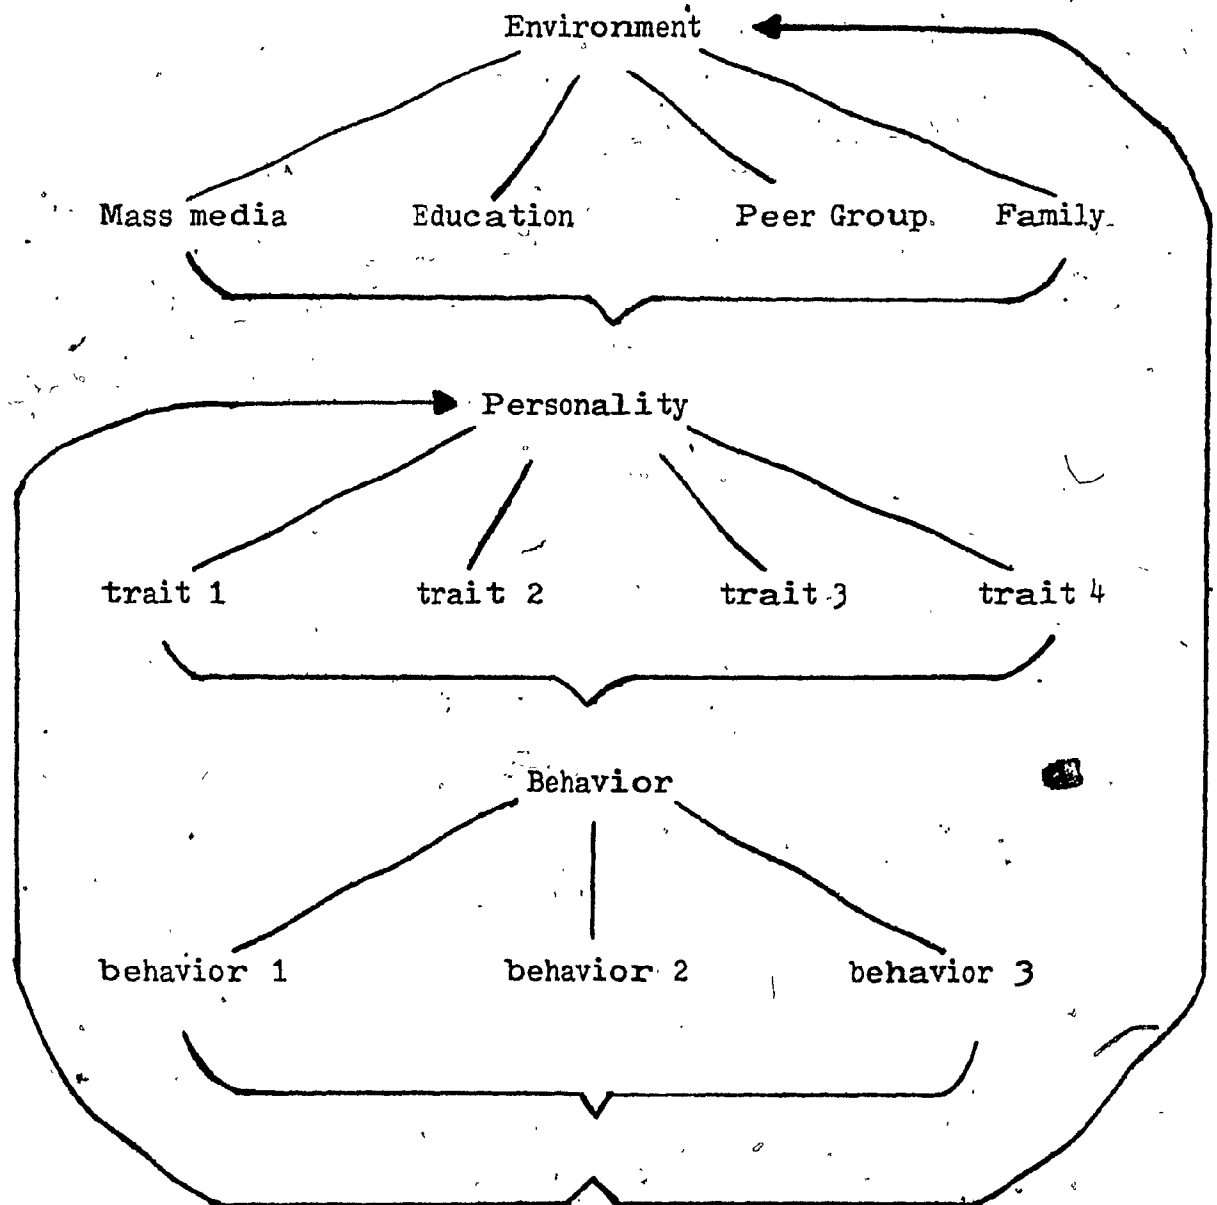 Environment
Mass media Education Peer Group Family
Personality
trait 1 trait 2 trait 3 trait 4
Behavior
behavior 1 behavior 2 behavior 3